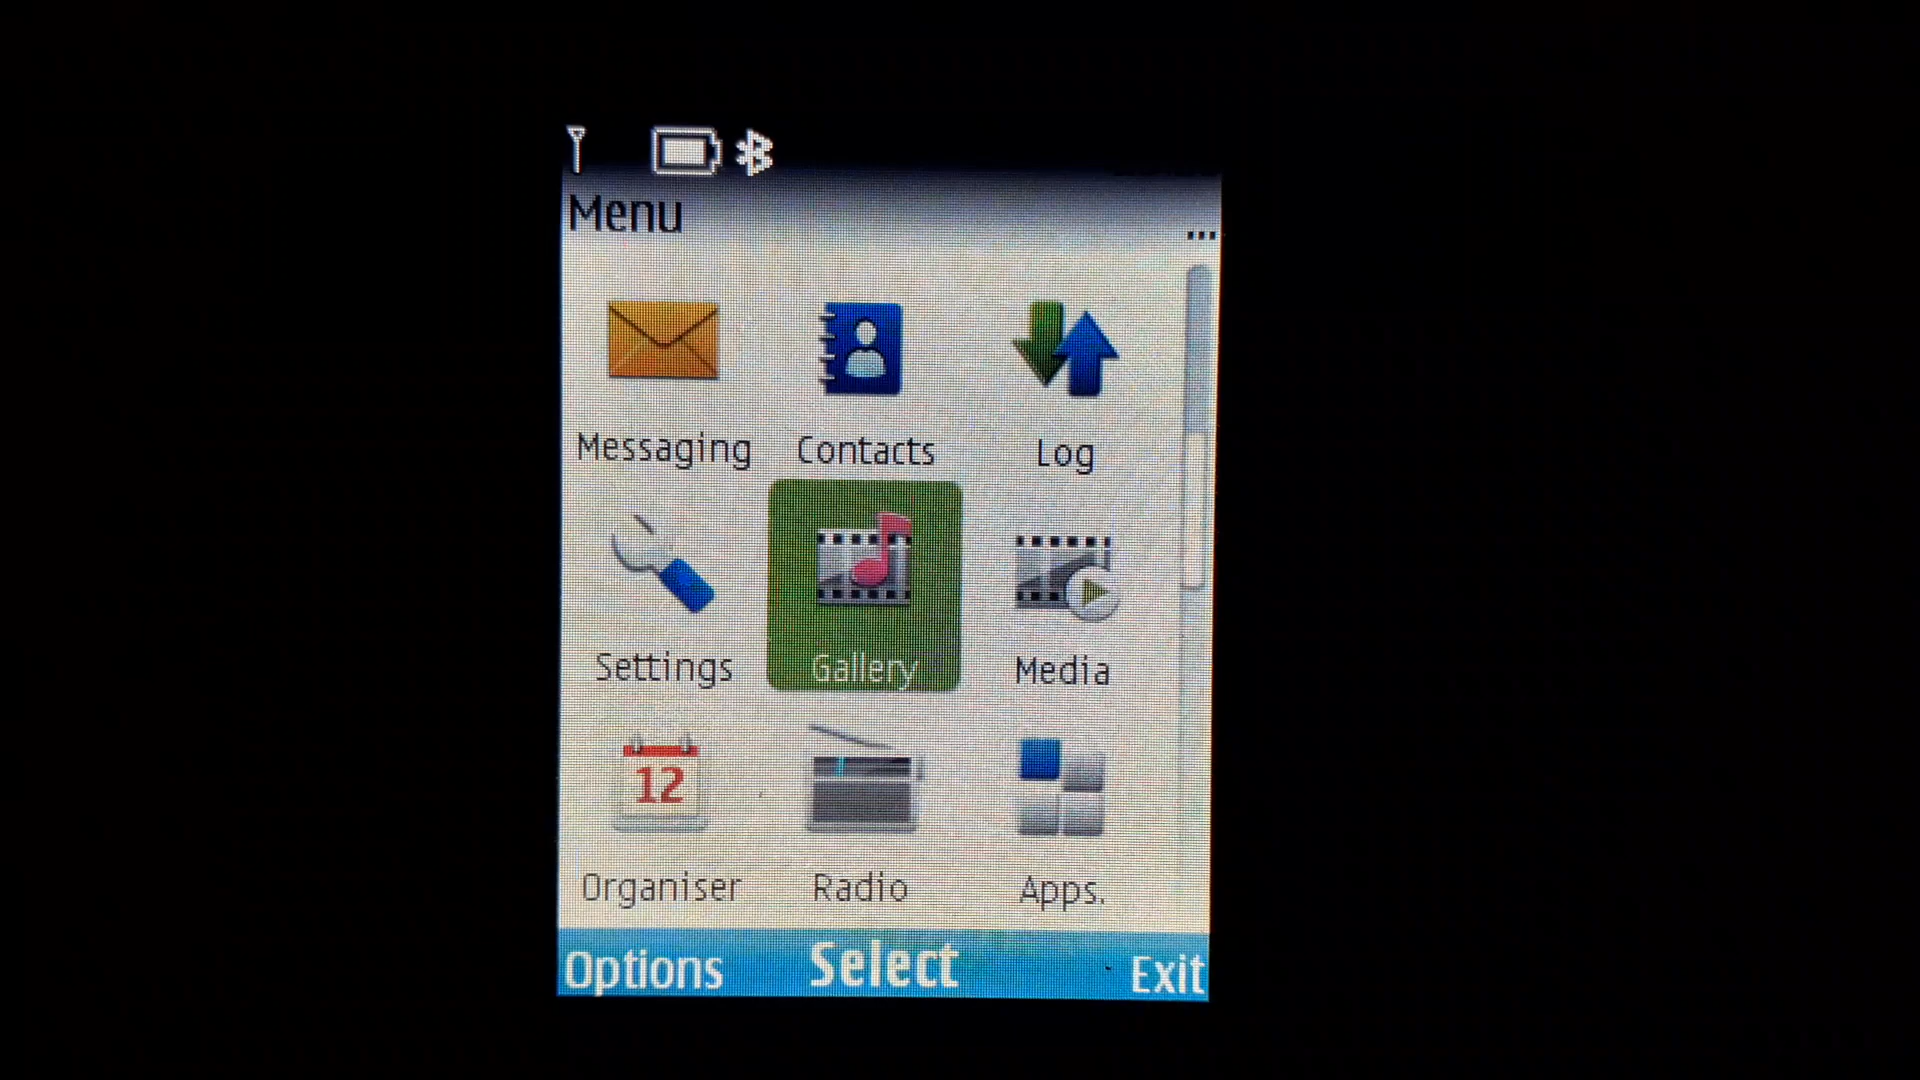 Menu
...
Messaging Contacts Log
Settings Gallery Media
12
Organiser Radio Apps.
Options Select Exit